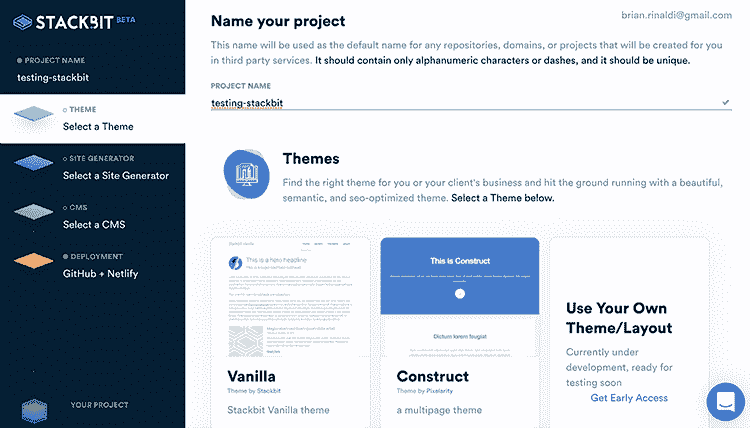 STACKBIT BETA
PROJECT NAME
testing-stackbit
THEME
Select a Theme
SITE GENERATOR
Select a Site Generator
CMS
Select a CMS
DEPLOYMENT
GitHub + Netlify
YOUR PROJECT
Name your project
brian.rinaldi@gmail.com
This name will be used as the default name for any repositories, domains, or projects that will be created for you
in third party services. It should contain only alphanumeric characters or dashes, and it should be unique.
PROJECT NAME
testing-stackbit
Themes
Find the right theme for you or your client's business and hit the ground running with a beautiful,
semantic, and seo-optimized theme. Select a Theme below.
This is a hero headline
Vanilla
Theme by Stackbit
Stackbit Vanilla theme
This is Construct
Dictum lorem feugiat
Construct
Theme by Pixelarity
a multipage theme
Use Your Own
Theme/Layout
Currently under
development, ready for
testing soon
Get Early Access